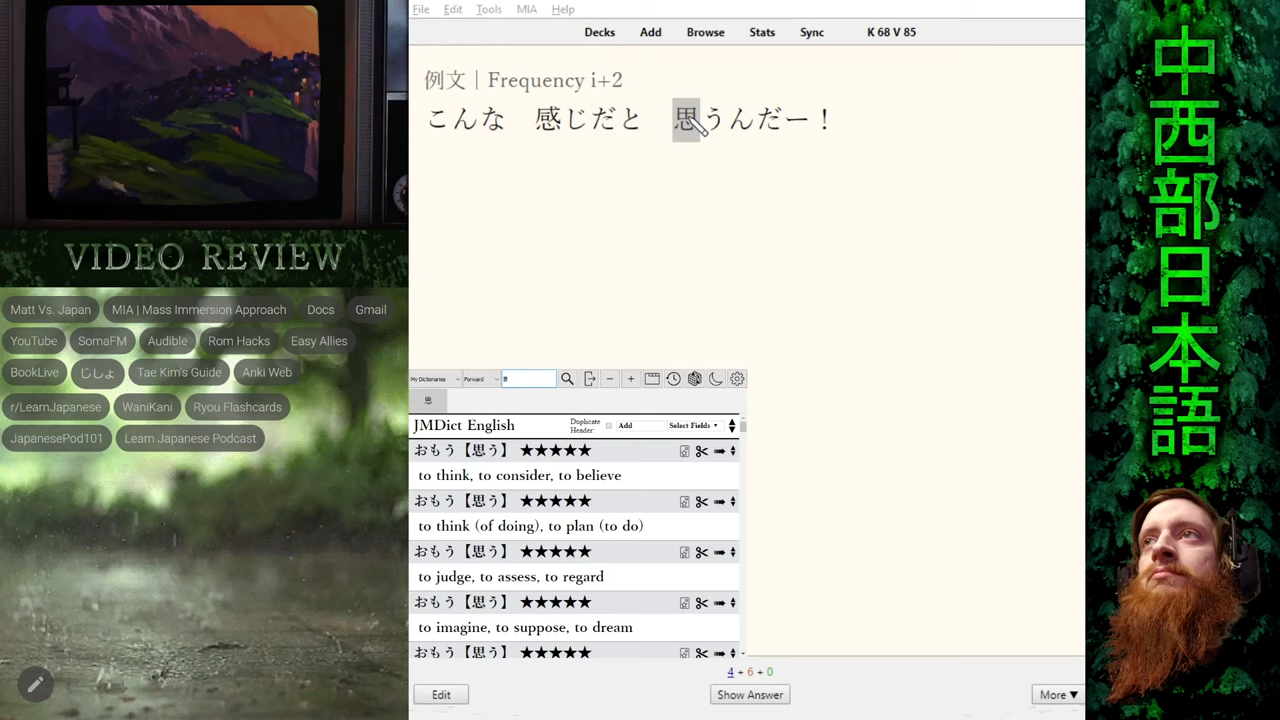 File Edit Tools MIA Help
Decks Add Browse Stats Sync K 68 V 85
例文｜Frequency i+2
こんな 感じだと 思うんだー！
VIDEO REVIEW
Matt Vs. Japan MIA | Mass Immersion Approach Docs Gmail
YouTube SomaFM Audible Rom Hacks Easy Allies
BookLive じしょ Tae Kim's Guide Anki Web
r/LearnJapanese WaniKani Ryou Flashcards
JapanesePod101 Learn Japanese Podcast
My Dictionaries Forward
思
JMDict English Duplicate Header: Add Select Fields
おもう【思う】 ★★★★★
to think, to consider, to believe
おもう【思う】 ★★★★★
to think (of doing), to plan (to do)
おもう【思う】 ★★★★★
to judge, to assess, to regard
おもう【思う】 ★★★★★
to imagine, to suppose, to dream
おもう【思う】 ★★★★★
4 + 6 + 0
Edit Show Answer More ▼
中西部日本語